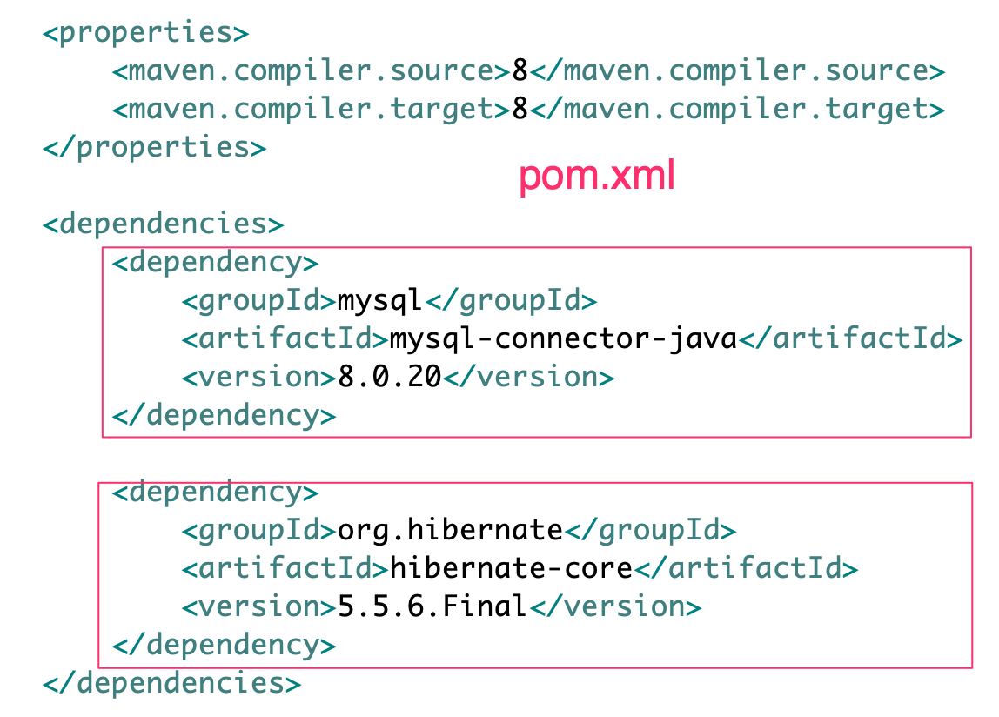 <properties>
    <maven.compiler.source>8</maven.compiler.source>
    <maven.compiler.target>8</maven.compiler.target>
</properties>
pom.xml
<dependencies>
    <dependency>
        <groupId>mysql</groupId>
        <artifactId>mysql-connector-java</artifactId>
        <version>8.0.20</version>
    </dependency>
    <dependency>
        <groupId>org.hibernate</groupId>
        <artifactId>hibernate-core</artifactId>
        <version>5.5.6.Final</version>
    </dependency>
</dependencies>